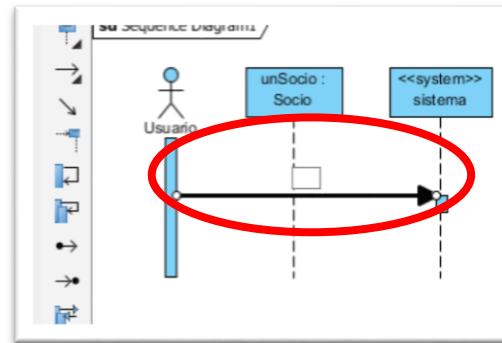 sd Sequence Diagram1
unSocio :
Socio
<<system>>
sistema
Usuario